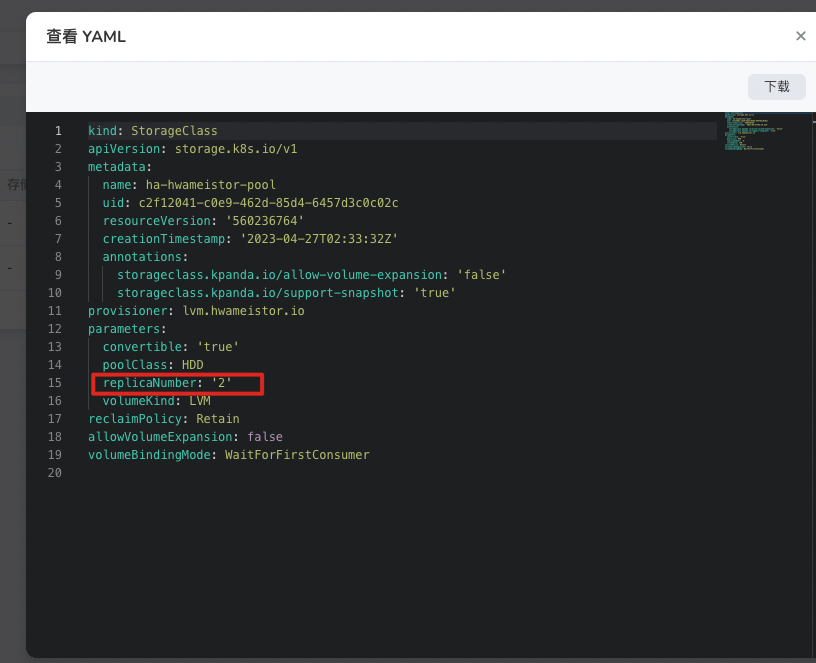 查看 YAML
×
下载
1 kind: StorageClass
2 apiVersion: storage.k8s.io/v1
3 metadata:
4 name: ha-hwameistor-pool
5 uid: c2f12041-c0e9-462d-85d4-6457d3c0c02c
6 resourceVersion: '560236764'
7 creationTimestamp: '2023-04-27T02:33:32Z'
8 annotations:
9 storageclass.kpanda.io/allow-volume-expansion: 'false'
10 storageclass.kpanda.io/support-snapshot: 'true'
11 provisioner: lvm.hwameistor.io
12 parameters:
13 convertible: 'true'
14 poolClass: HDD
15 replicaNumber: '2'
16 volumeKind: LVM
17 reclaimPolicy: Retain
18 allowVolumeExpansion: false
19 volumeBindingMode: WaitForFirstConsumer
20
存
-
-